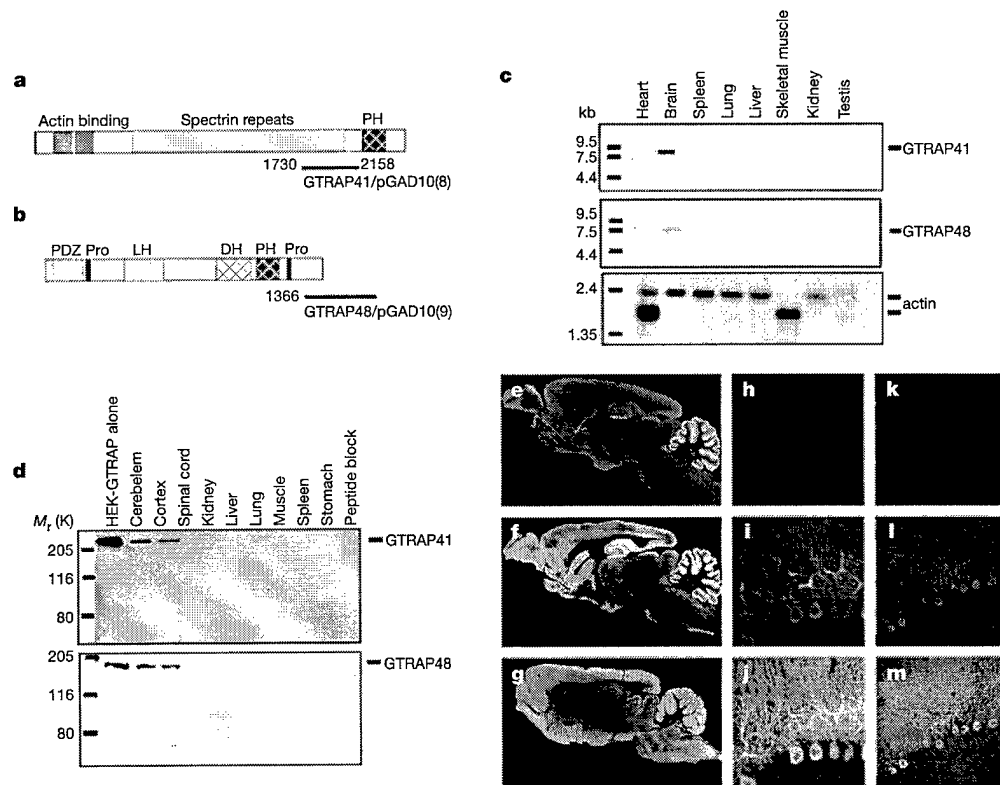 a
Actin binding Spectrin repeats PH
1730 2158
GTRAP41/pGAD10(8)
b
PDZ Pro LH DH PH Pro
1366
GTRAP48/pGAD10(9)
c
kb
Heart
Brain
Spleen
Lung
Liver
Skeletal muscle
Kidney
Testis
9.5
7.5
4.4
GTRAP41
9.5
7.5
4.4
GTRAP48
2.4
1.35
actin
d
Mr (K)
HEK-GTRAP alone
Cerebelem
Cortex
Spinal cord
Kidney
Liver
Lung
Muscle
Spleen
Stomach
Peptide block
205
116
80
GTRAP41
205
116
80
GTRAP48
e
h
k
f
i
l
g
j
m